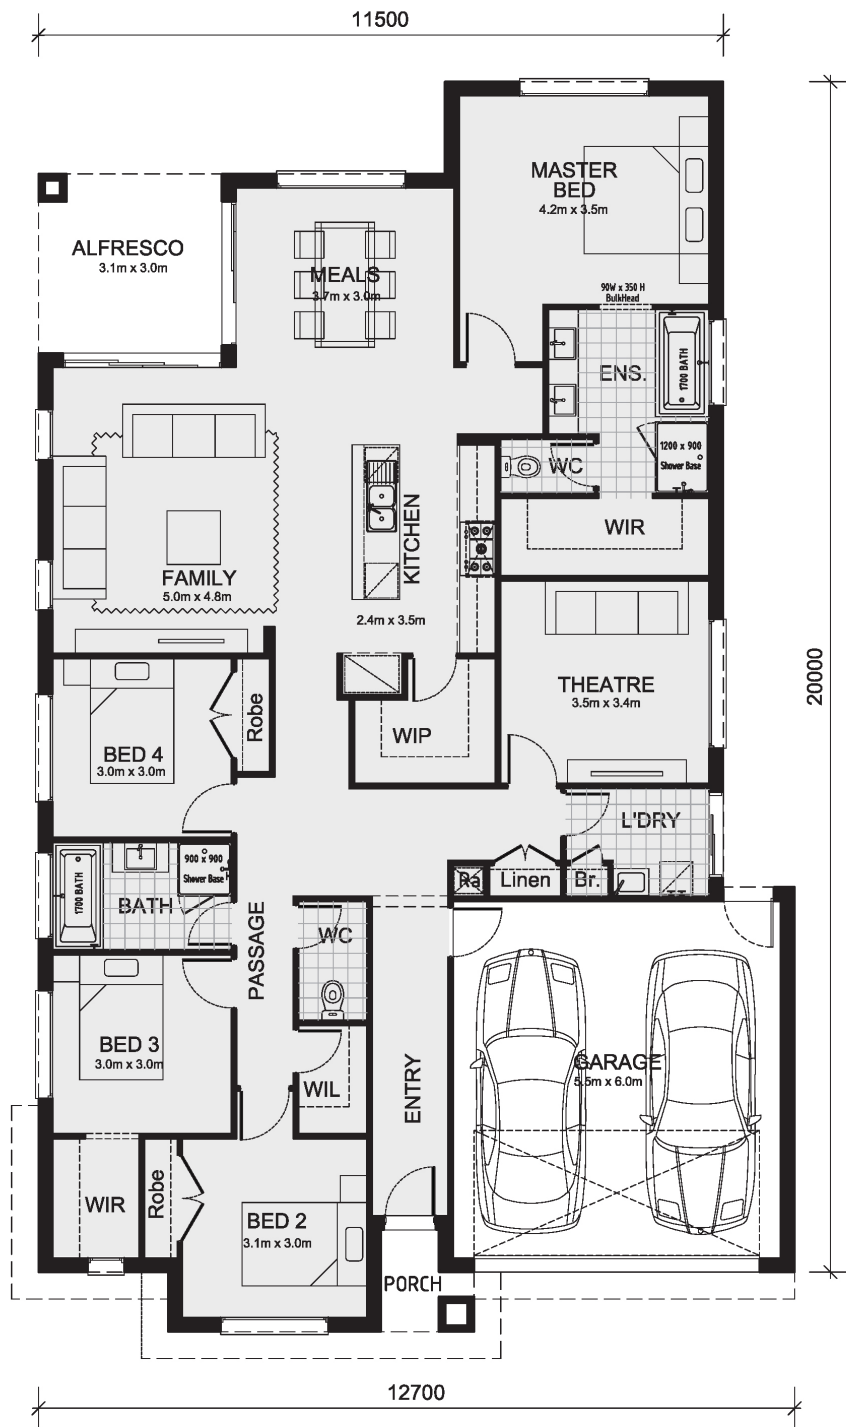 11500
MASTER
BED
4.2m x 3.5m
ALFRESCO
3.1m x 3.0m
MEALS
3.7m x 3.0m
90W x 350 H
BulkHead
20000
ENS.
1700 BATH
WC
1200 x 900
Shower Base
WIR
KITCHEN
2.4m x 3.5m
FAMILY
5.0m x 4.8m
THEATRE
3.5m x 3.4m
WIP
BED 4
3.0m x 3.0m
Robe
L'DRY
Ra
Linen
Br.
1700 BATH
BATH
900 x 900
Shower Base
PASSAGE
WC
BED 3
3.0m x 3.0m
WIL
ENTRY
GARAGE
5.5m x 6.0m
WIR
Robe
BED 2
3.1m x 3.0m
PORCH
12700